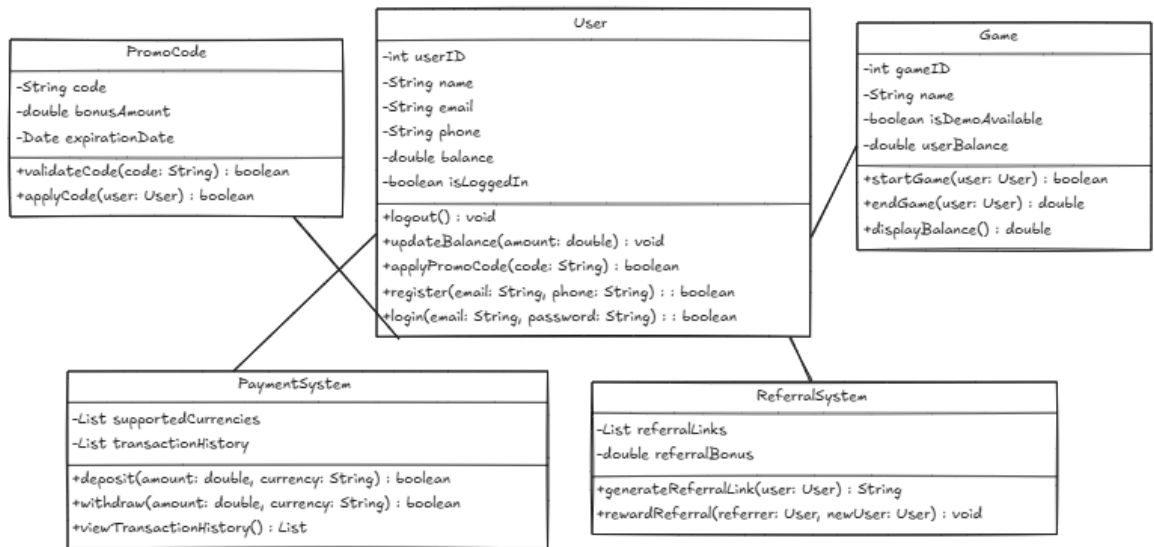 PromoCode
-String code
-double bonusAmount
-Date expirationDate
+validateCode(code: String) : boolean
+applyCode(user: User) : boolean
User
-int userID
-String name
-String email
-String phone
-double balance
-boolean isLoggedIn
+logout() : void
+updateBalance(amount: double) : void
+applyPromoCode(code: String) : boolean
+register(email: String, phone: String) : : boolean
+login(email: String, password: String) : : boolean
Game
-int gameID
-String name
-boolean isDemoAvailable
-double userBalance
+startGame(user: User) : boolean
+endGame(user: User) : double
+displayBalance() : double
PaymentSystem
-List supportedCurrencies
-List transactionHistory
+deposit(amount: double, currency: String) : boolean
+withdraw(amount: double, currency: String) : boolean
+viewTransactionHistory() : List
ReferralSystem
-List referralLinks
-double referralBonus
+generateReferralLink(user: User) : String
+rewardReferral(referrer: User, newUser: User) : void